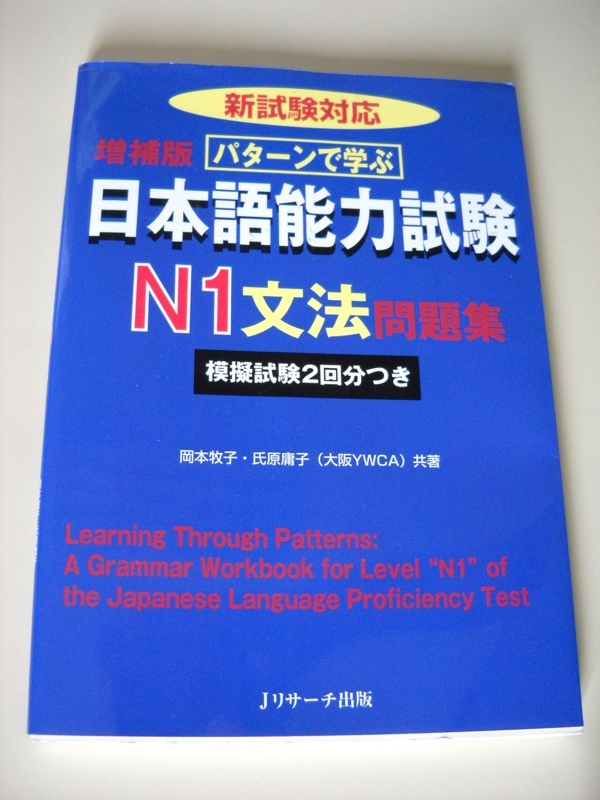 新試験対応
増補版 パターンで学ぶ
日本語能力試験
N1文法問題集
模擬試験2回分つき
岡本牧子・氏原庸子（大阪YWCA）共著
Learning Through Patterns:
A Grammar Workbook for Level “N1” of
the Japanese Language Proficiency Test
Jリサーチ出版